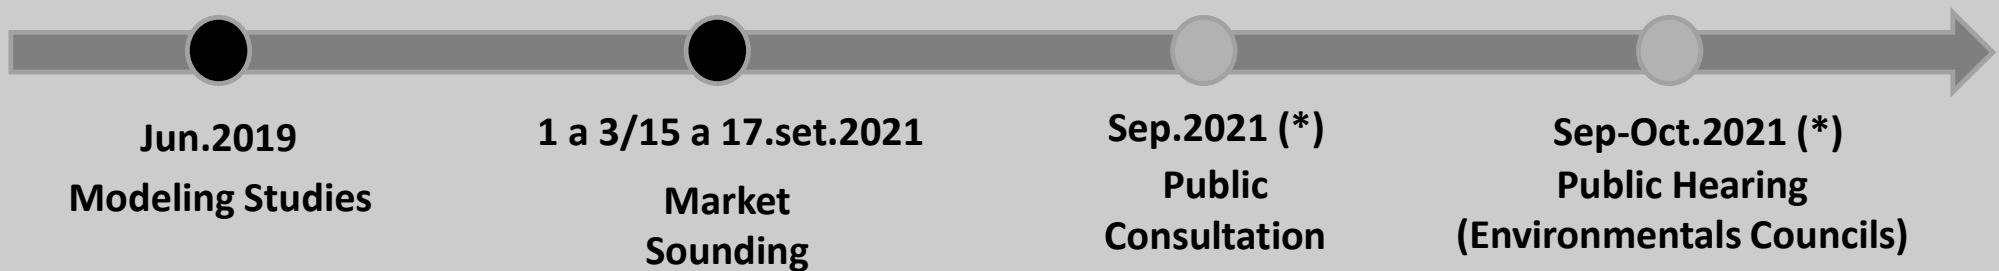 Jun.2019
Modeling Studies
1 a 3/15 a 17.set.2021
Market
Sounding
Sep.2021 (*)
Public
Consultation
Sep-Oct.2021 (*)
Public Hearing
(Environmentals Councils)